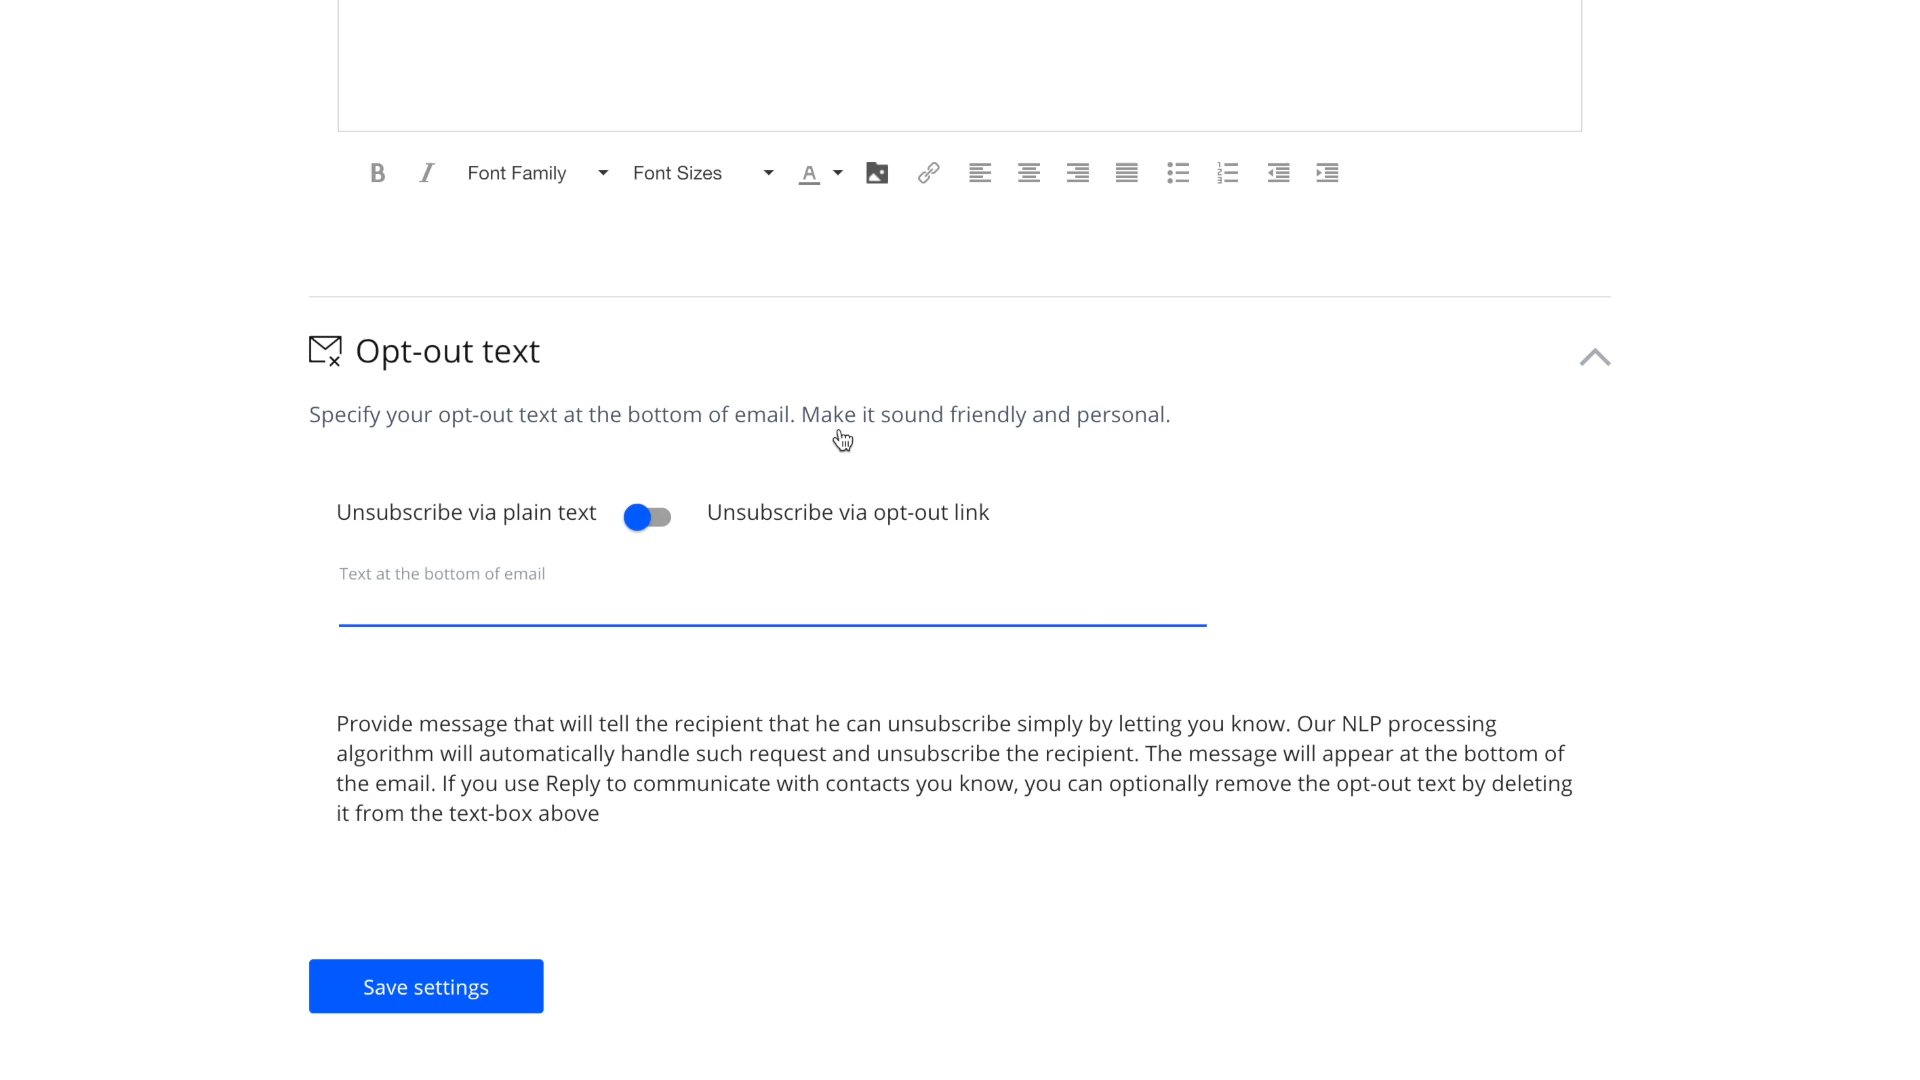 B I Font Family Font Sizes A
Opt-out text
Specify your opt-out text at the bottom of email. Make it sound friendly and personal.
Unsubscribe via plain text Unsubscribe via opt-out link
Text at the bottom of email
Provide message that will tell the recipient that he can unsubscribe simply by letting you know. Our NLP processing
algorithm will automatically handle such request and unsubscribe the recipient. The message will appear at the bottom of
the email. If you use Reply to communicate with contacts you know, you can optionally remove the opt-out text by deleting
it from the text-box above
Save settings